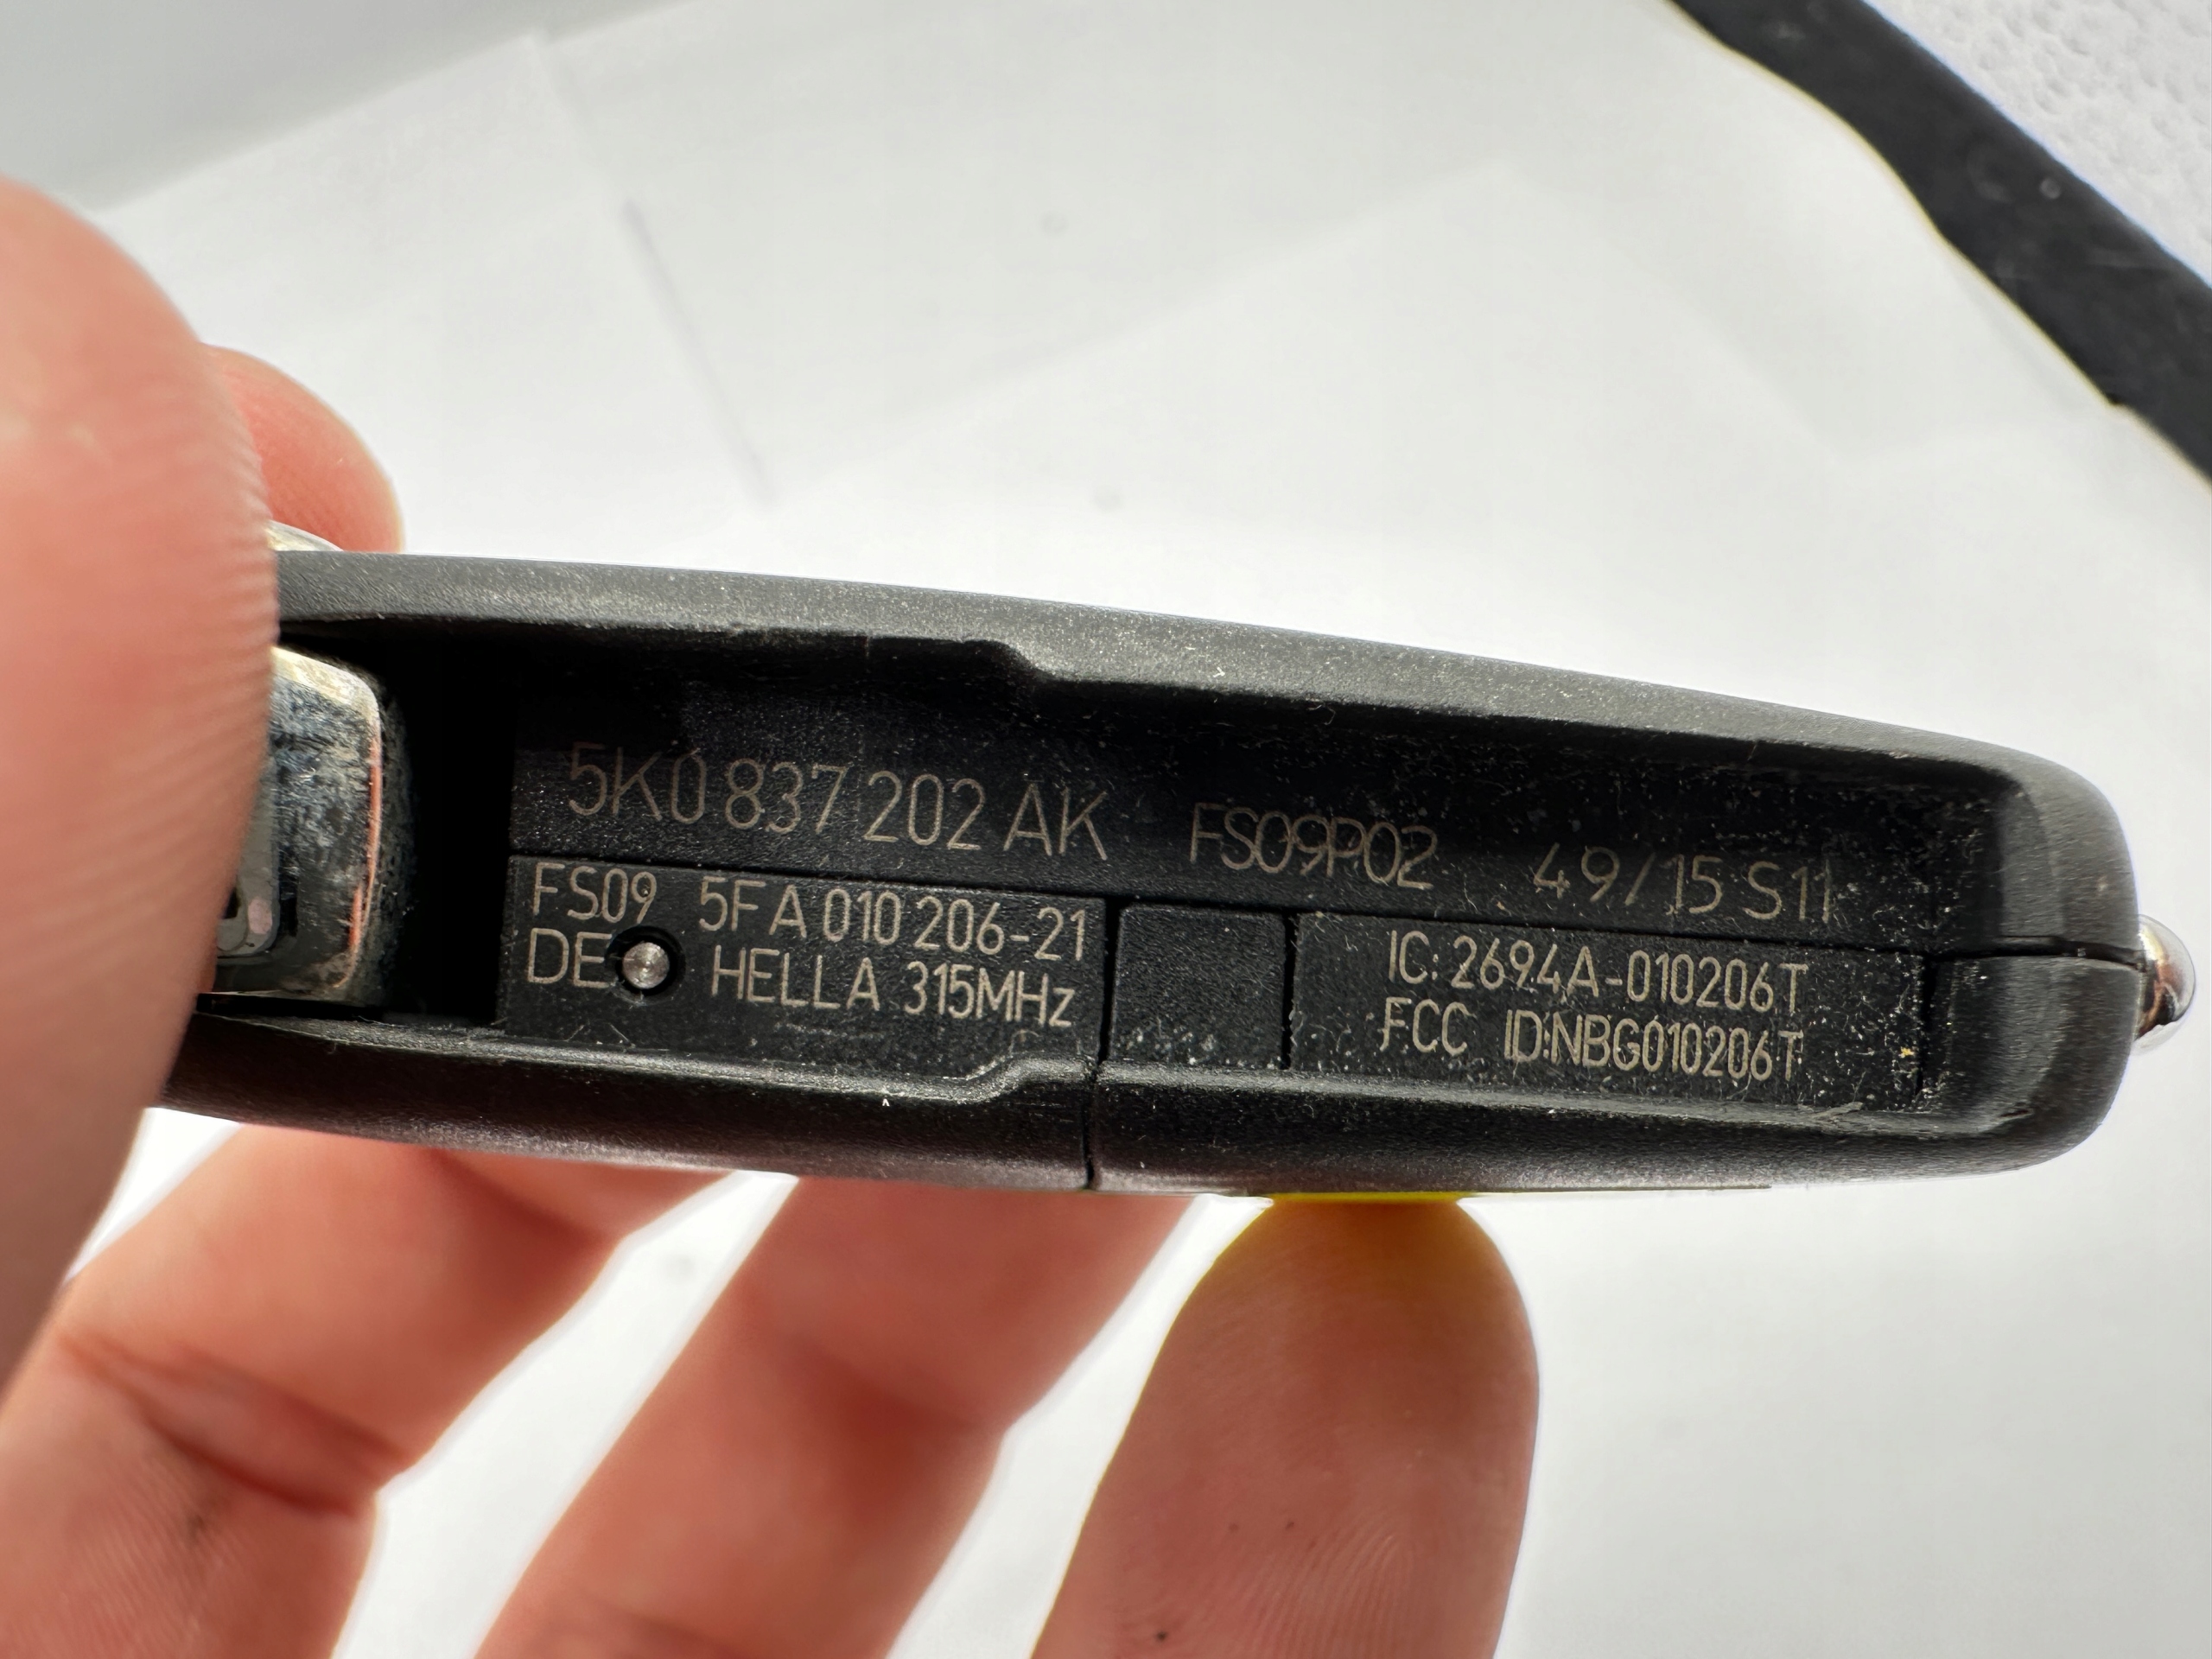 5K0 837 202 AK FS09P02 49/15 S11
FS09 5FA 010 206-21
DE HELLA 315MHz
IC: 2694A-010206T
FCC ID:NBG010206T